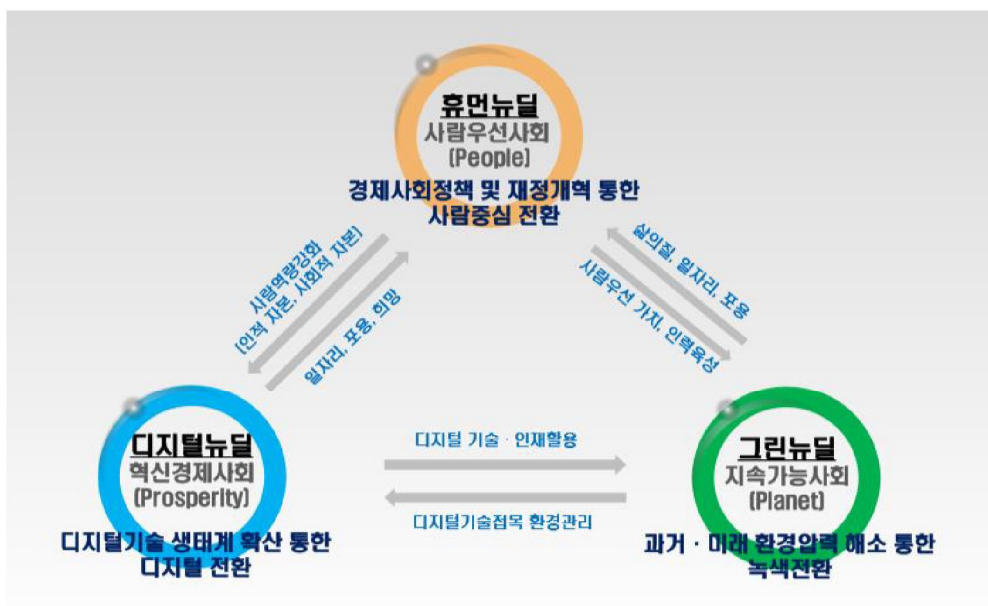 휴먼뉴딜
사람우선사회
(People)
경제사회정책 및 재정개혁 통한
사람중심 전환
사람역량강화
(인적 자본, 사회적 자본)
일자리, 포용, 희망
삶의질, 일자리, 포용
사람우선 가치, 인력육성
디지털뉴딜
혁신경제사회
(Prosperity)
디지털기술 생태계 확산 통한
디지털 전환
디지털 기술 · 인재활용
디지털기술접목 환경관리
그린뉴딜
지속가능사회
(Planet)
과거 · 미래 환경압력 해소 통한
녹색전환